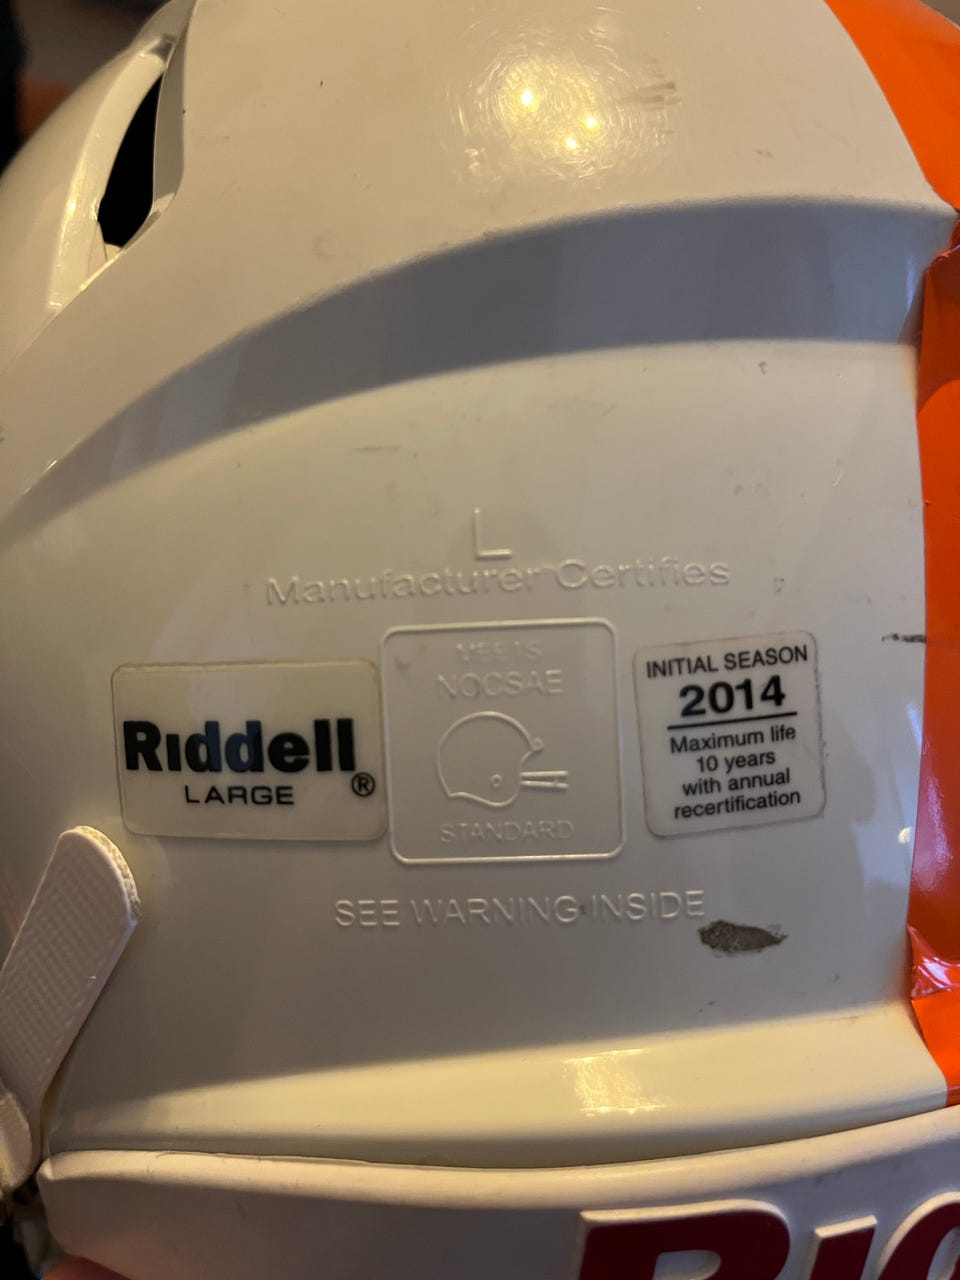 L
Manufacturer Certifies
MEETS
NOCSAE
STANDARD
SEE WARNING INSIDE
Riddell®
LARGE
INITIAL SEASON
2014
Maximum life
10 years
with annual
recertification